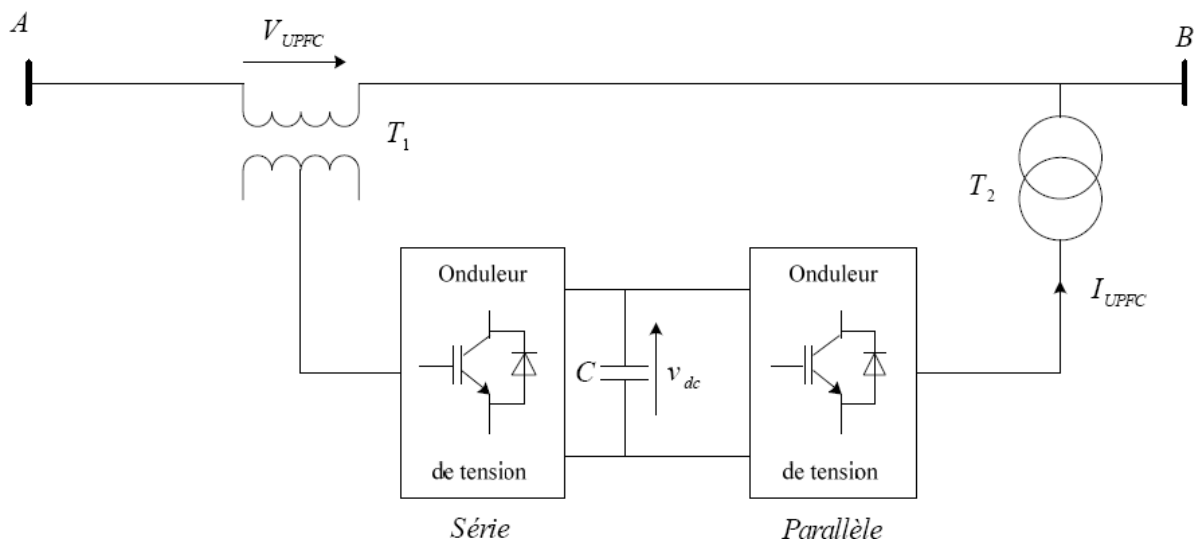 A
B
V_UPFC
T_1
T_2
Onduleur
de tension
C
v_dc
Onduleur
de tension
I_UPFC
Série
Parallèle